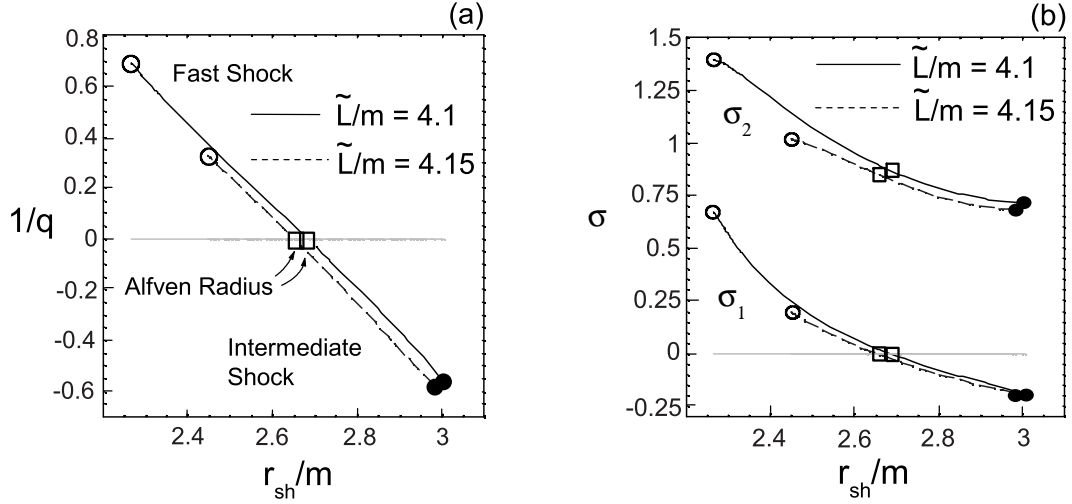 (a)
0.8
0.6
0.4
0.2
0
-0.2
-0.4
-0.6
1/q
Fast Shock
L̃/m = 4.1
L̃/m = 4.15
Alfven Radius
Intermediate
Shock
2.4 2.6 2.8 3
r_sh/m
(b)
1.5
1.25
1
0.75
0.5
0.25
0
-0.25
σ
L̃/m = 4.1
L̃/m = 4.15
σ_2
σ_1
2.4 2.6 2.8 3
r_sh/m